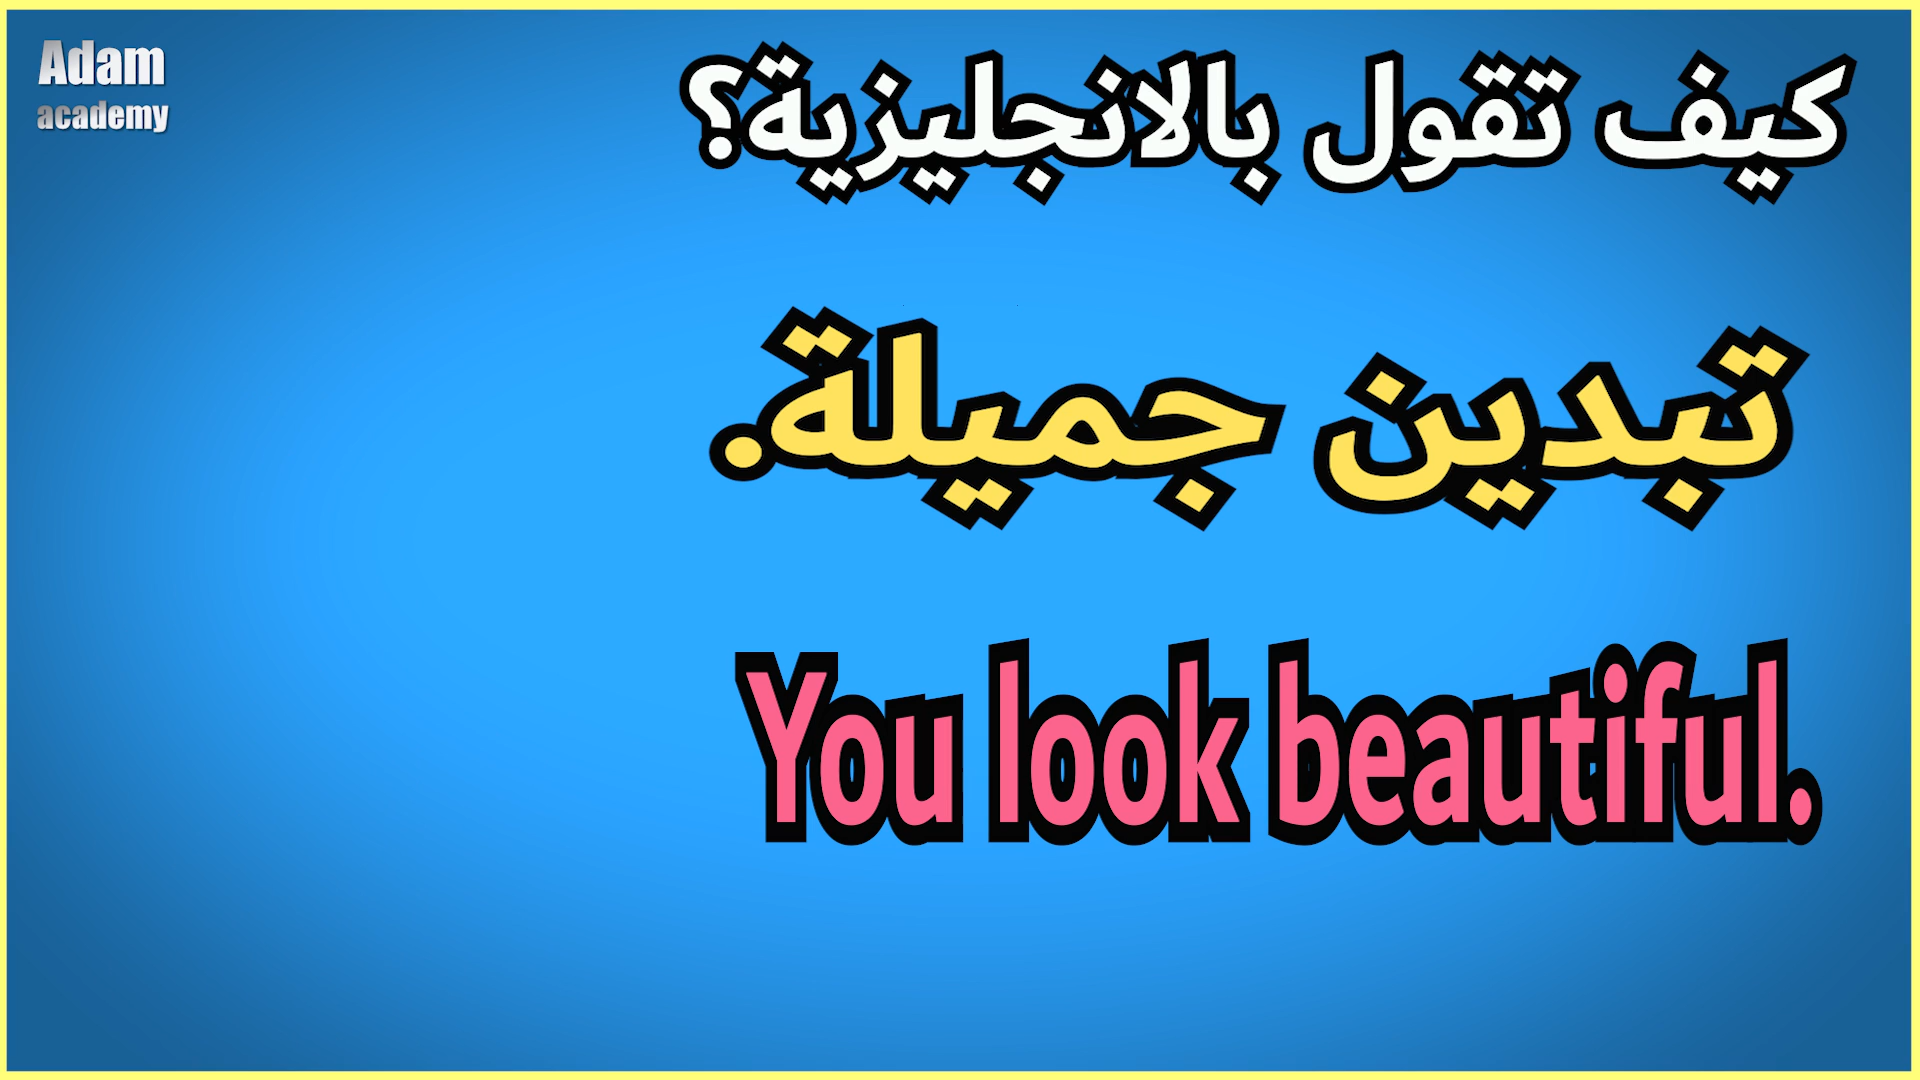 Adam
academy
كيف تقول بالانجليزية؟
تبدين جميلة.
You look beautiful.